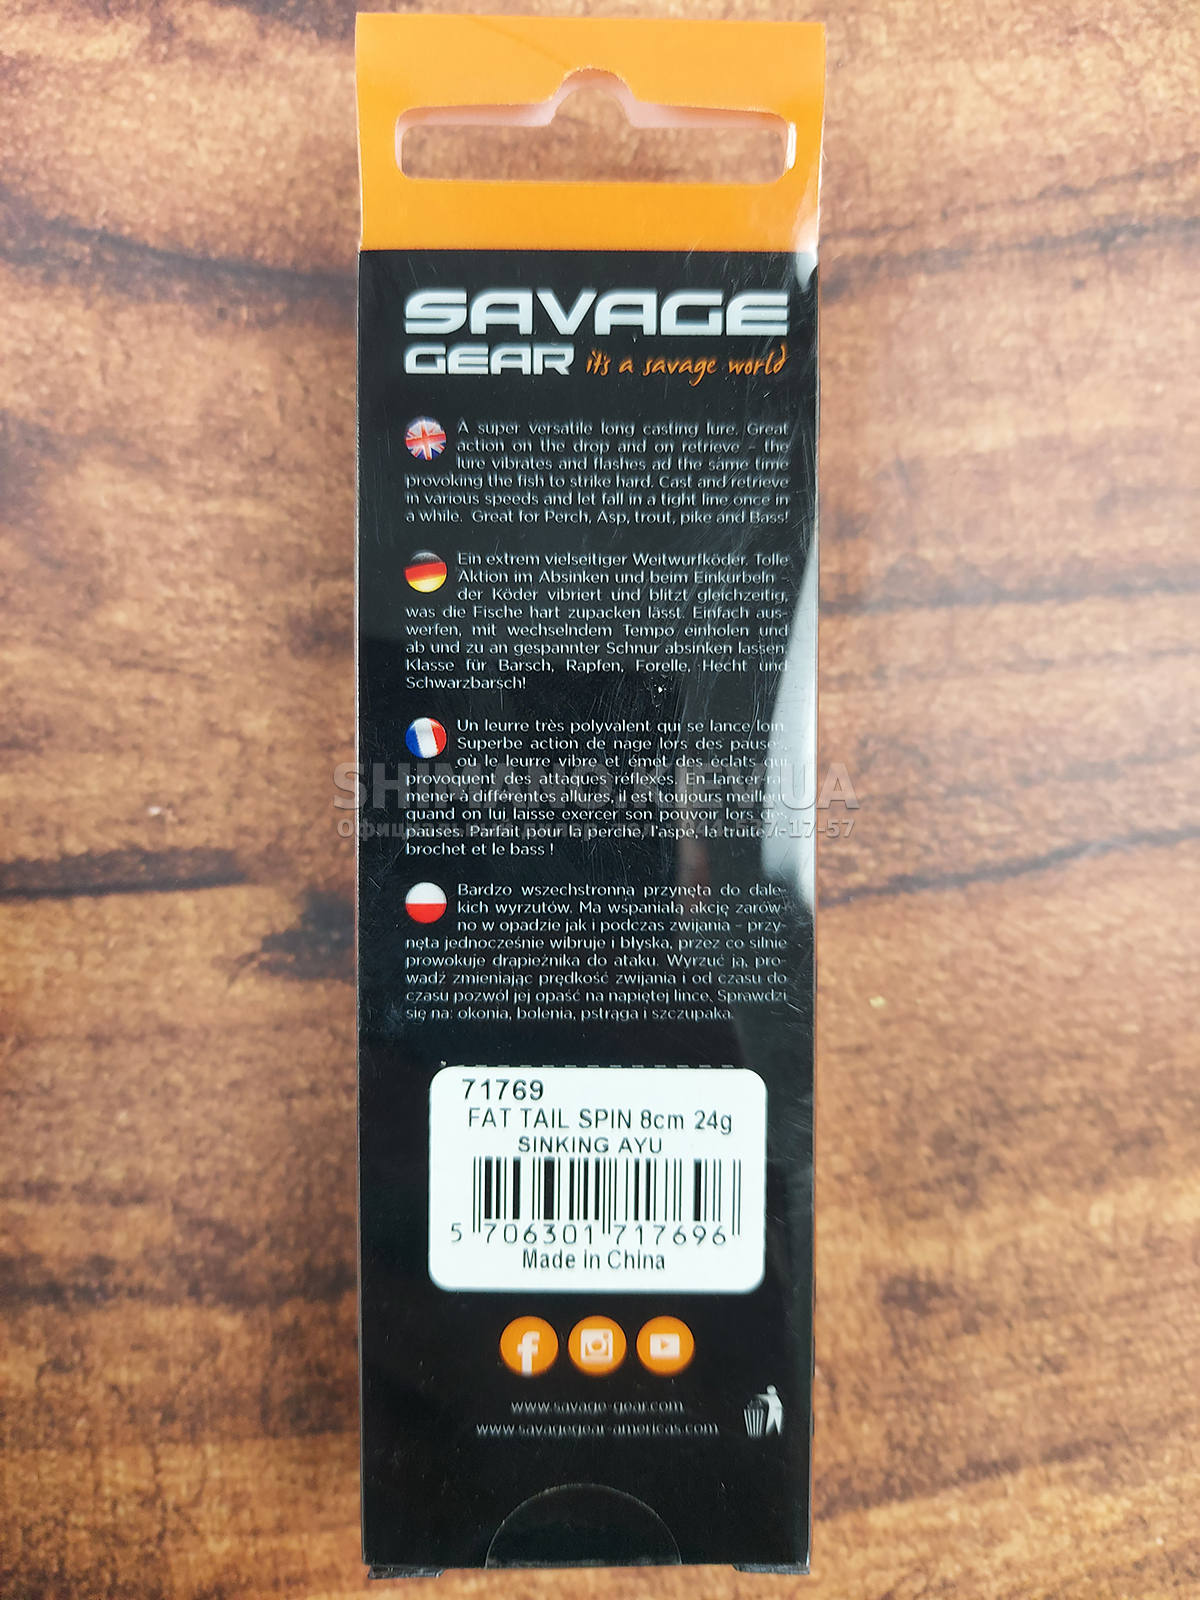 SAVAGE
GEAR it's a savage world
A super versatile long casting lure. Great
action on the drop and on retrieve - the
lure vibrates and flashes ad the same time
provoking the fish to strike hard. Cast and retrieve
in various speeds and let fall in a tight line once in
a while. Great for Perch, Asp, trout, pike and Bass!
Ein extrem vielseitiger Weitwurfköder. Tolle
Aktion im Absinken und beim Einkurbeln -
der Köder vibriert und blitzt gleichzeitig,
was die Fische hart zupacken lässt. Einfach aus-
werfen, mit wechselndem Tempo einholen und
ab und zu an gespannter Schnur absinken lassen.
Klasse für Barsch, Rapfen, Forelle, Hecht und
Schwarzbarsch!
Un leurre très polyvalent qui se lance loin.
Superbe action de nage lors des pauses,
où le leurre vibre et émet des éclats qui
provoquent des attaques réflexes. En lancer-ra-
mener à différentes allures, il est toujours meilleur
quand on lui laisse exercer son pouvoir lors des
pauses. Parfait pour la perche, l'aspe, la truite,
brochet et le bass !
SHIMANO.KIEV.UA
Официальный дилер
17-57
Bardzo wszechstronna przynęta do dale-
kich wyrzutów. Ma wspaniałą akcję zarów-
no w opadzie jak i podczas zwijania - przy-
nęta jednocześnie wibruje i błyska, przez co silnie
prowokuje drapieżnika do ataku. Wyrzuć ją, pro-
wadź zmieniając prędkość zwijania i od czasu do
czasu pozwól jej opaść na napiętej lince. Sprawdzi
się na: okonia, bolenia, pstrąga i szczupaka.
71769
FAT TAIL SPIN 8cm 24g
SINKING AYU
5 706301 717696
Made in China
www.savage-gear.com
www.savagegear-americas.com